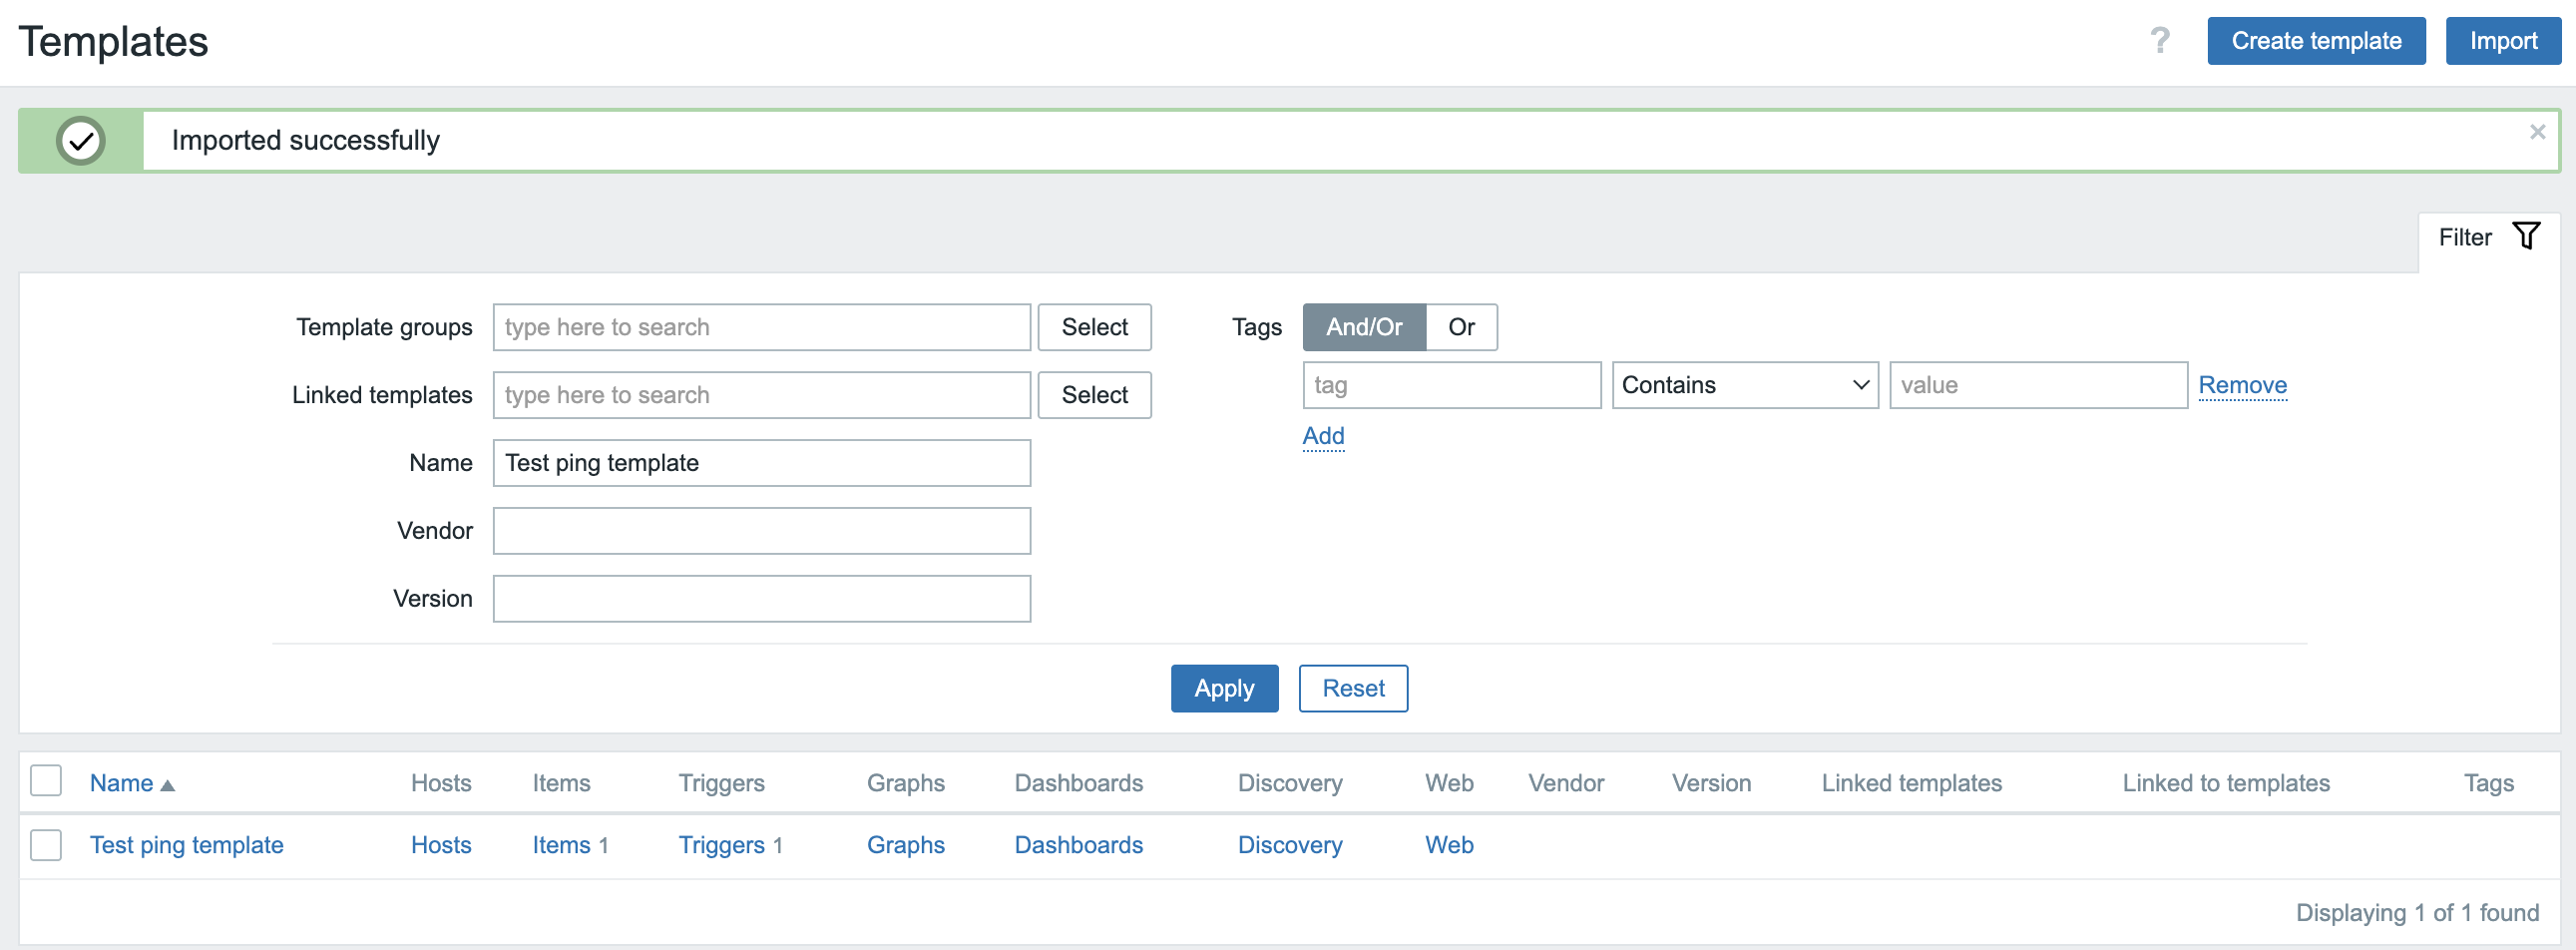 Templates ? Create template Import
Imported successfully ×
Filter
Template groups type here to search Select Tags And/Or Or
Linked templates type here to search Select tag Contains value Remove
Add
Name Test ping template
Vendor
Version
Apply Reset
Name Hosts Items Triggers Graphs Dashboards Discovery Web Vendor Version Linked templates Linked to templates Tags
Test ping template Hosts Items 1 Triggers 1 Graphs Dashboards Discovery Web
Displaying 1 of 1 found